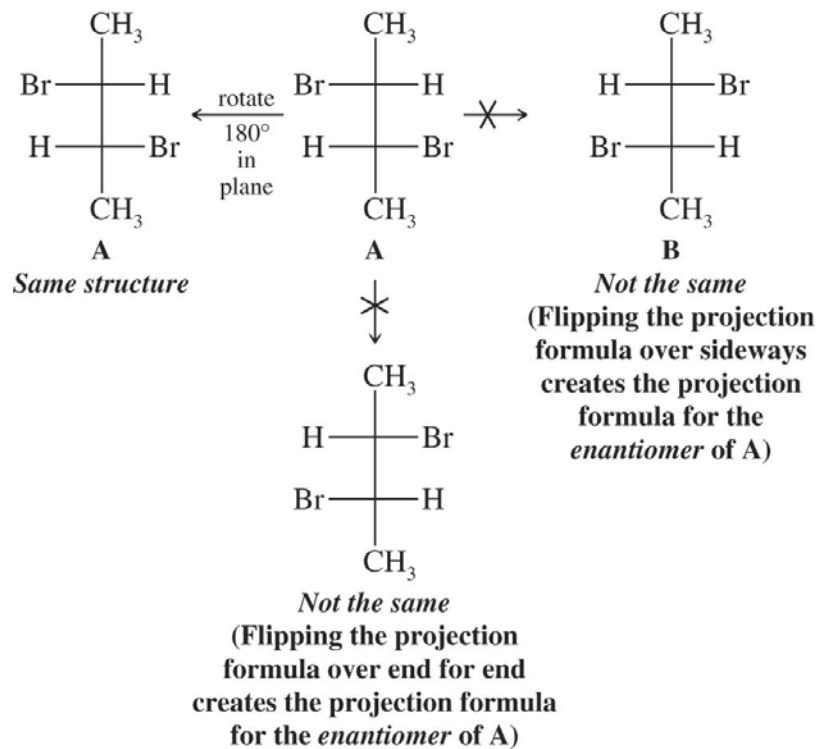 CH3 CH3 CH3
Br H rotate Br H H Br
180°
H Br in H Br Br H
plane
CH3 CH3 CH3
A A B
Same structure Not the same
(Flipping the projection
formula over sideways
creates the projection
formula for the
enantiomer of A)
CH3
H Br
Br H
CH3
Not the same
(Flipping the projection
formula over end for end
creates the projection formula
for the enantiomer of A)